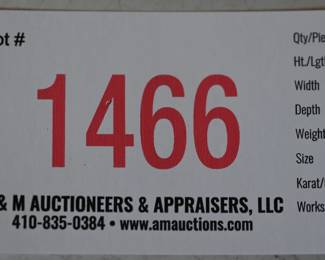 ot #
1466
& M AUCTIONEERS & APPRAISERS, LLC
410-835-0384 • www.amauctions.com
Qty/Pie
Ht./Lgt
Width
Depth
Weight
Size
Karat/
Works